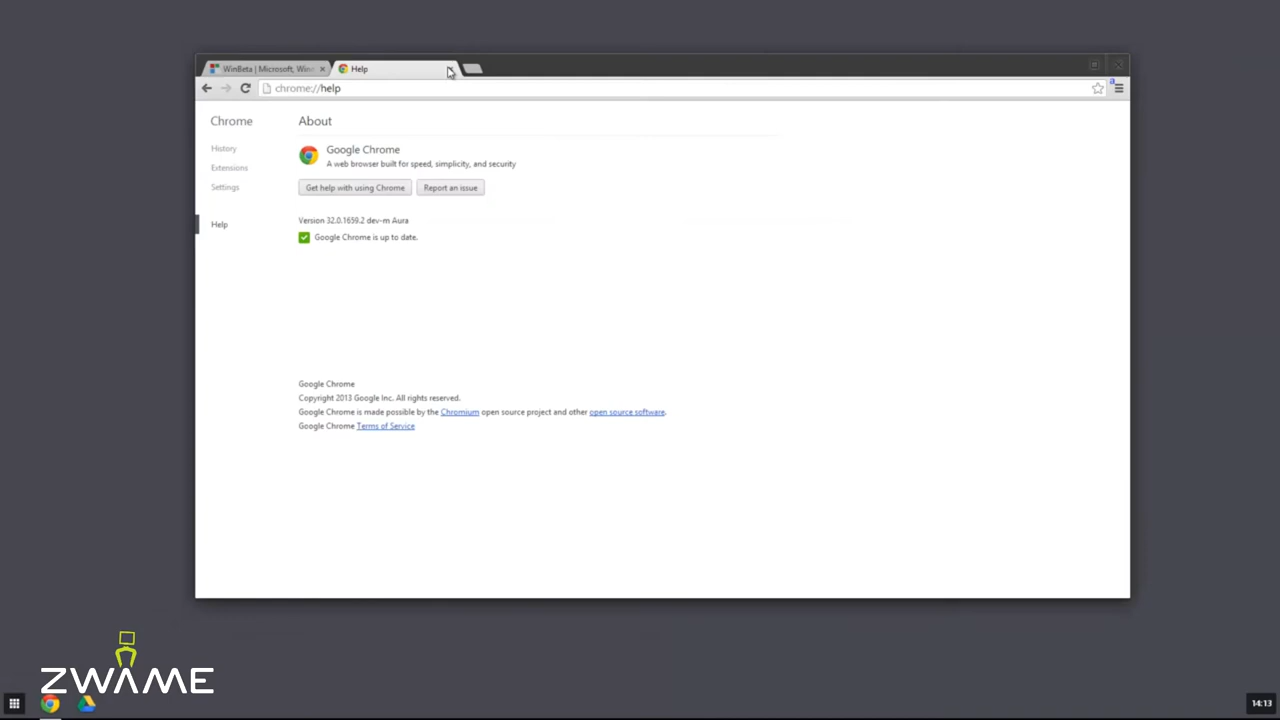 WinBeta | Microsoft, Win
Help
chrome://help
Chrome
History
Extensions
Settings
Help
About
Google Chrome
A web browser built for speed, simplicity, and security
Get help with using Chrome
Report an issue
Version 32.0.1659.2 dev-m Aura
Google Chrome is up to date.
Google Chrome
Copyright 2013 Google Inc. All rights reserved.
Google Chrome is made possible by the Chromium open source project and other open source software.
Google Chrome Terms of Service
ZWAME
14:13